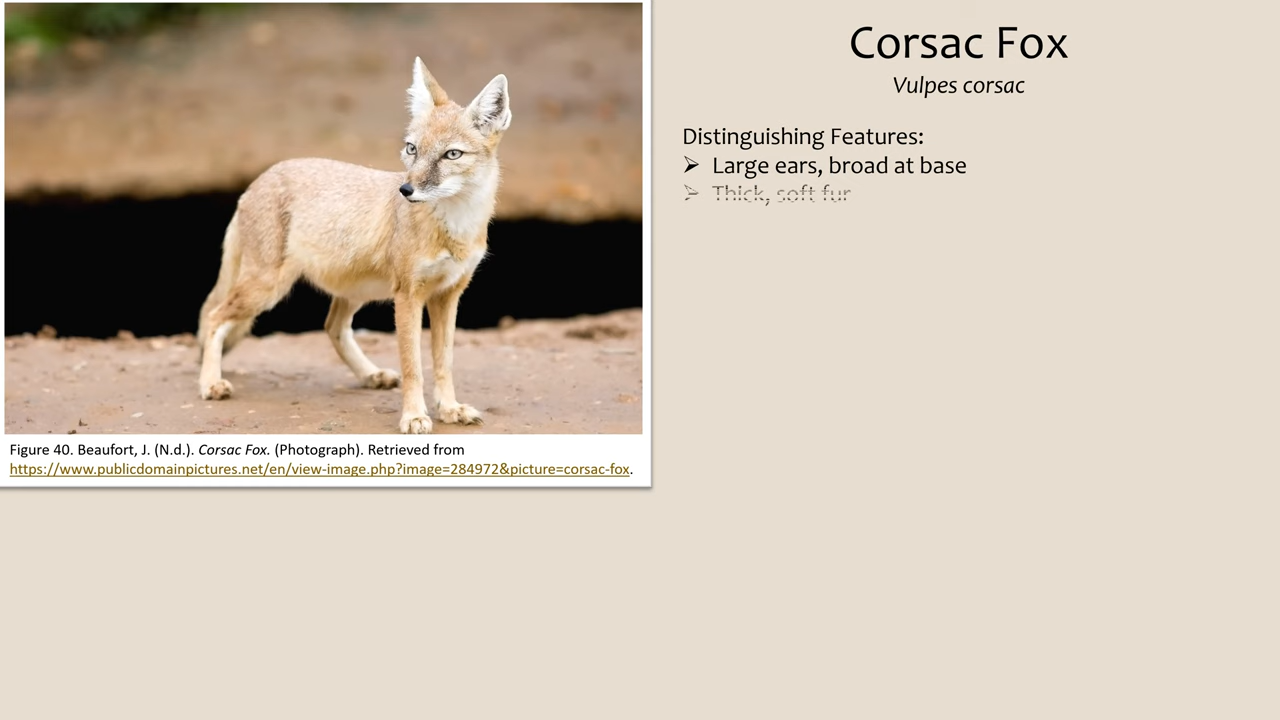 Corsac Fox
Vulpes corsac
Distinguishing Features:
➢ Large ears, broad at base
➢ Thick, soft fur
Figure 40. Beaufort, J. (N.d.). Corsac Fox. (Photograph). Retrieved from
https://www.publicdomainpictures.net/en/view-image.php?image=284972&picture=corsac-fox.